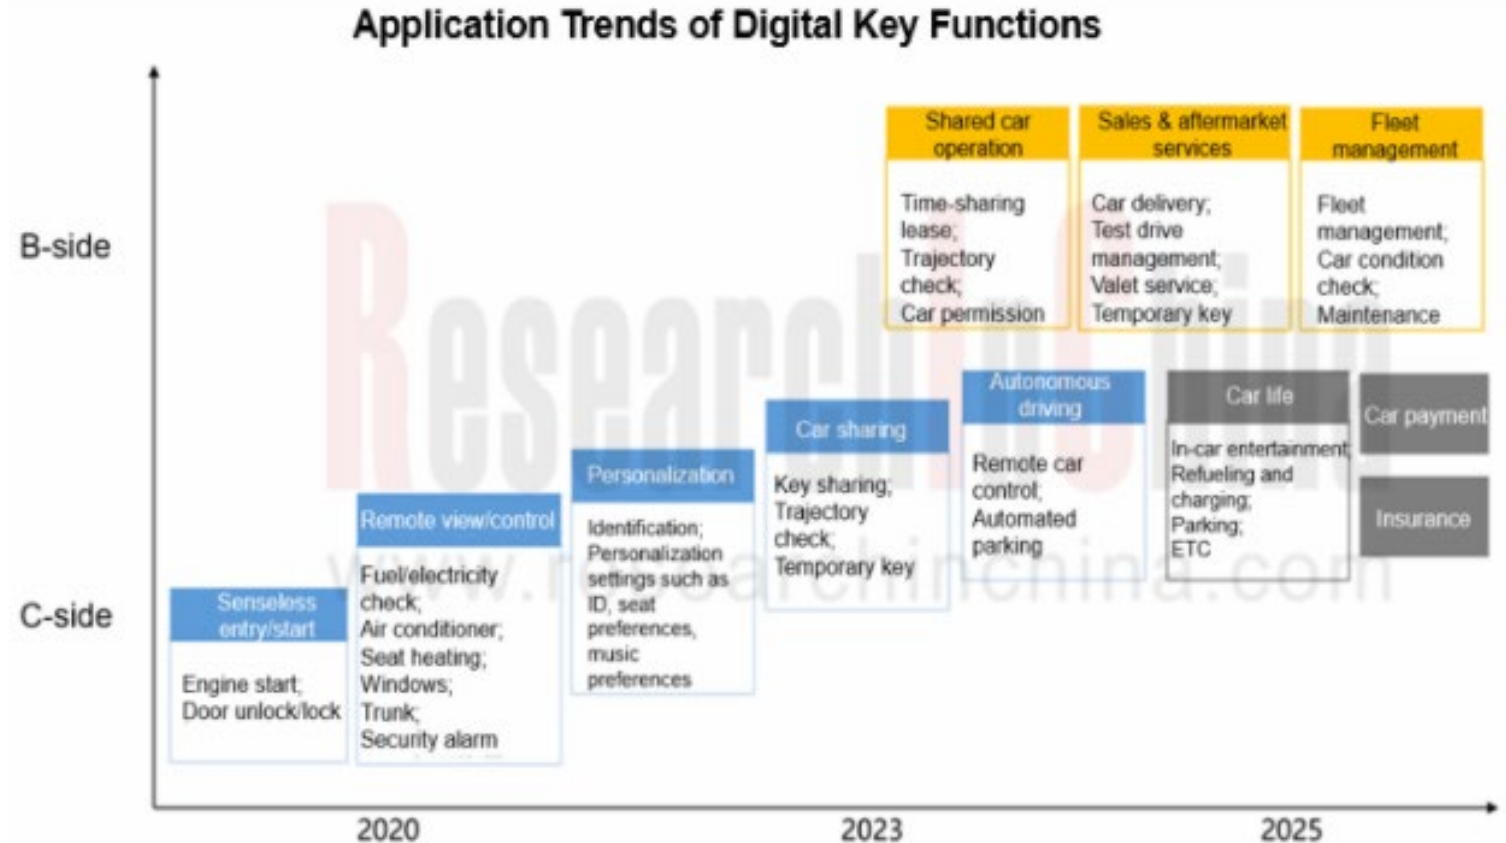 Application Trends of Digital Key Functions
B-side
Shared car
operation
Time-sharing
lease;
Trajectory
check;
Car permission
Sales & aftermarket
services
Car delivery;
Test drive
management;
Valet service;
Temporary key
Fleet
management
Fleet
management;
Car condition
check;
Maintenance
C-side
Senseless
entry/start
Engine start;
Door unlock/lock
Remote view/control
Fuel/electricity
check;
Air conditioner;
Seat heating;
Windows;
Trunk;
Security alarm
Personalization
Identification;
Personalization
settings such as
ID, seat
preferences,
music
preferences
Car sharing
Key sharing;
Trajectory
check;
Temporary key
Autonomous
driving
Remote car
control;
Automated
parking
Car life
In-car entertainment;
Refueling and
charging;
Parking;
ETC
Car payment
Insurance
ResearchInChina
www.researchinchina.com
2020
2023
2025